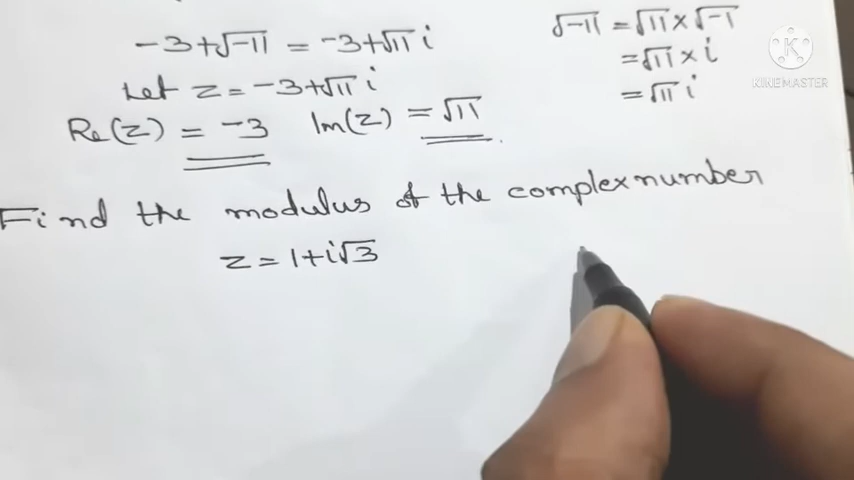 -3+√-11 = -3+√11 i
Let z = -3+√11 i
Re(z) = -3 Im(z) = √11
√-11 = √11 × √-1
= √11 × i
= √11 i
Find the modulus of the complex number
z = 1+i√3
K
KINEMASTER